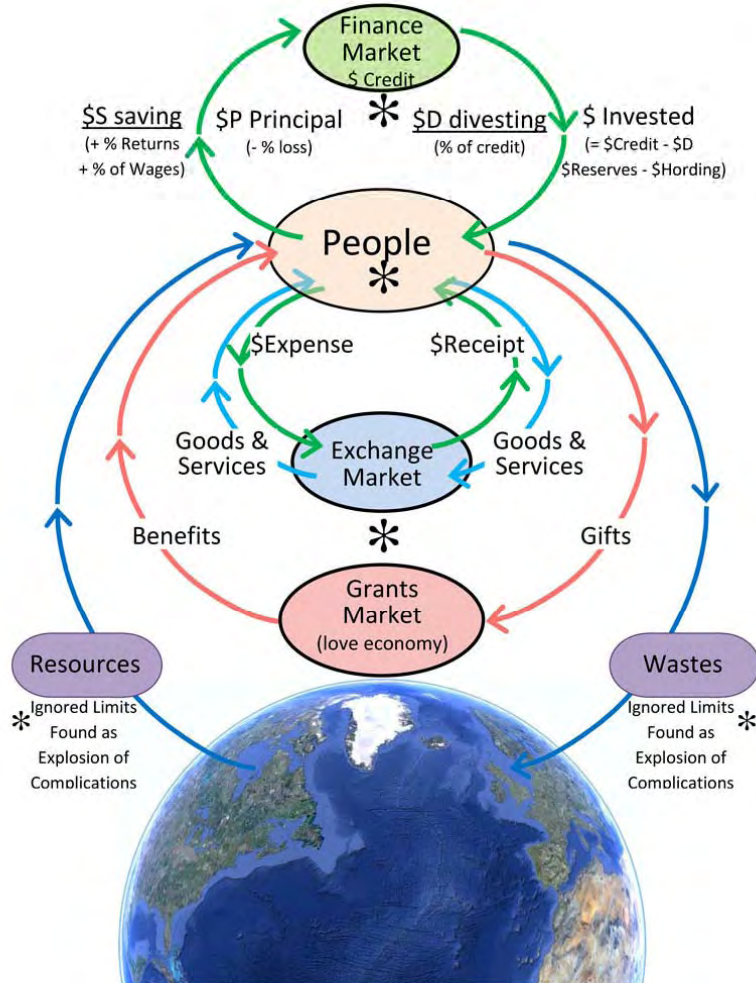 Finance
Market
$ Credit
*
$S saving
(+ % Returns
+ % of Wages)
$P Principal
(- % loss)
$D divesting
(% of credit)
$ Invested
(= $Credit - $D
$Reserves - $Hording)
People
*
$Expense
$Receipt
Goods &
Services
Exchange
Market
Goods &
Services
*
Benefits
Gifts
Grants
Market
(love economy)
Resources
* Ignored Limits
Found as
Explosion of
Complications
Wastes
Ignored Limits *
Found as
Explosion of
Complications